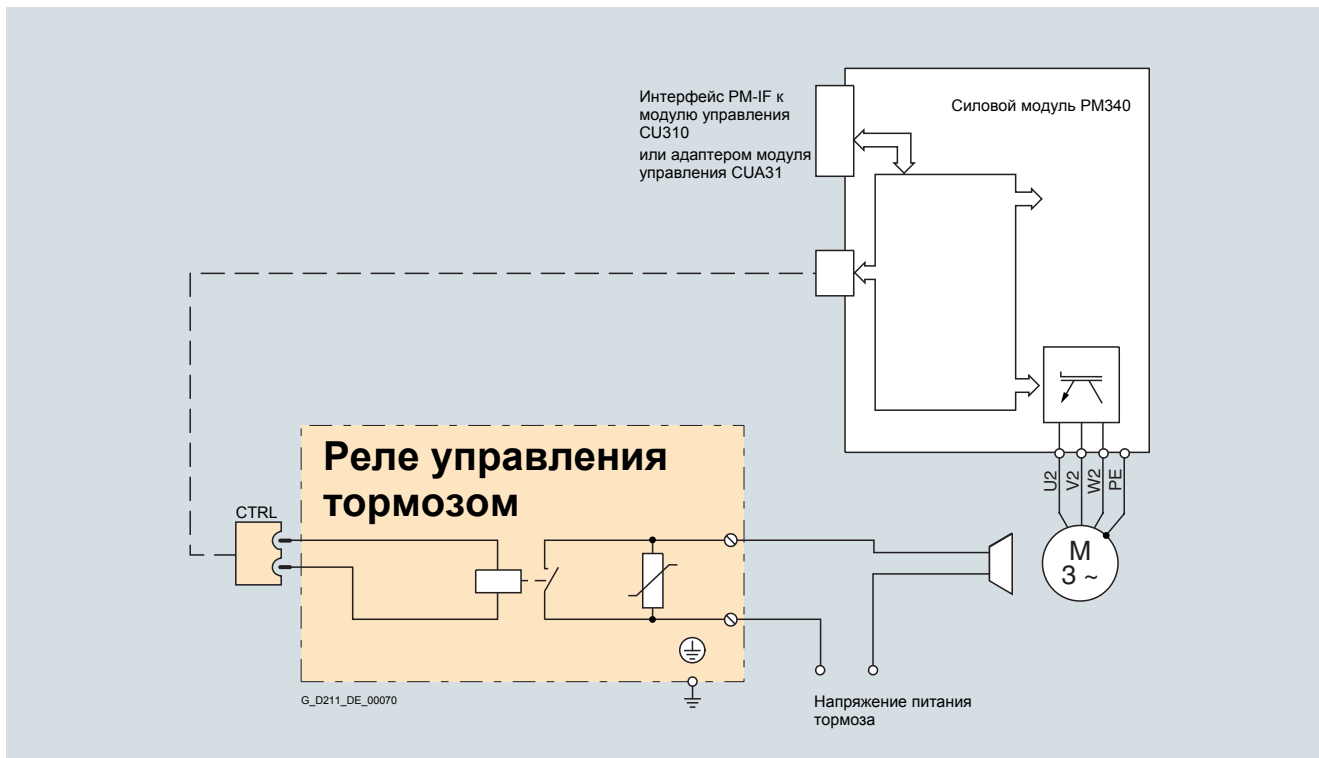 Интерфейс PM-IF к
модулю управления
CU310
или адаптером модуля
управления CUA31
Силовой модуль PM340
U2
V2
W2
PE
M
3 ~
Реле управления
тормозом
CTRL
G_D211_DE_00070
Напряжение питания
тормоза